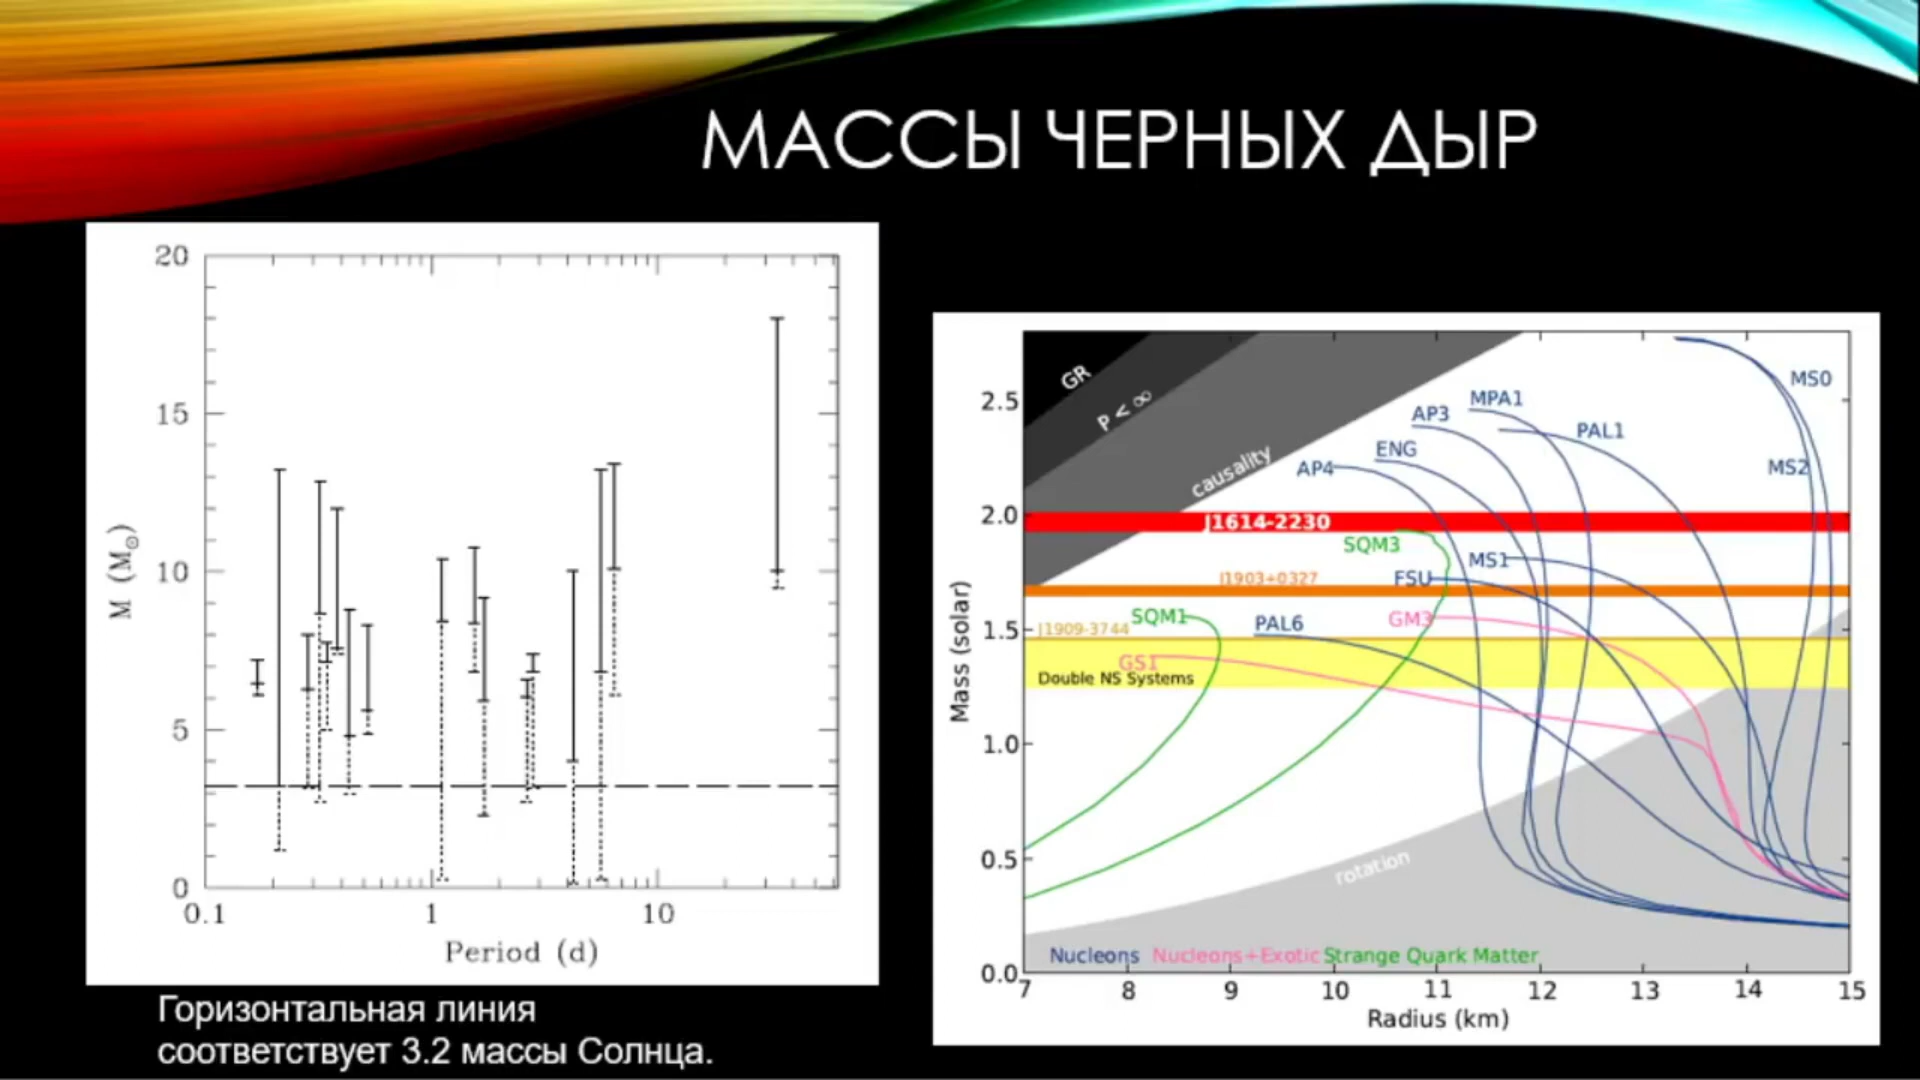 МАССЫ ЧЕРНЫХ ДЫР
20
15
10
5
0
M (M☉)
0.1
1
10
Period (d)
Горизонтальная линия
соответствует 3.2 массы Солнца.
GR
P < ∞
causality
MS0
MPA1
AP3
PAL1
ENG
AP4
MS2
J1614-2230
SQM3
MS1
J1903+0327
FSU
SQM1
GM3
J1909-3744
PAL6
GS1
Double NS Systems
rotation
Nucleons Nucleons+Exotic Strange Quark Matter
2.5
2.0
1.5
1.0
0.5
0.0
Mass (solar)
7 8 9 10 11 12 13 14 15
Radius (km)